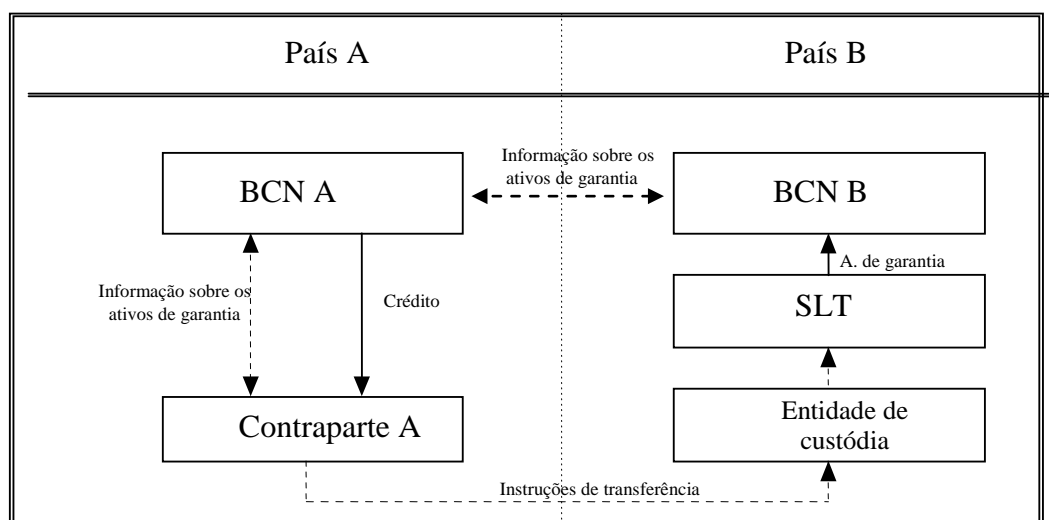 País A
País B
Informação sobre os
ativos de garantia
BCN A
BCN B
A. de garantia
Informação sobre os
ativos de garantia
Crédito
SLT
Contraparte A
Entidade de
custódia
Instruções de transferência